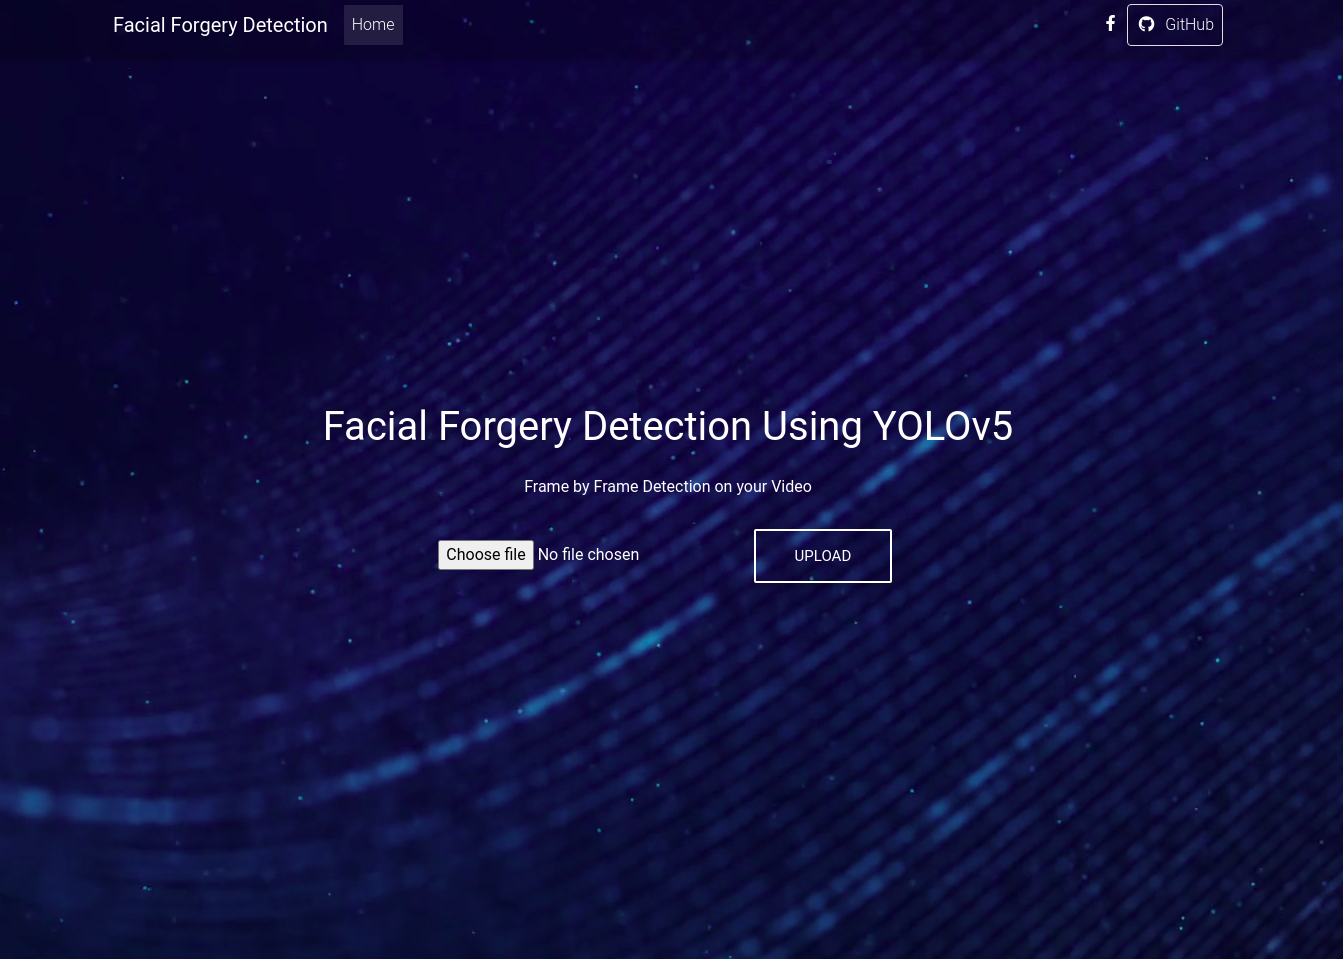 Facial Forgery Detection Home GitHub
Facial Forgery Detection Using YOLOv5
Frame by Frame Detection on your Video
Choose file No file chosen UPLOAD